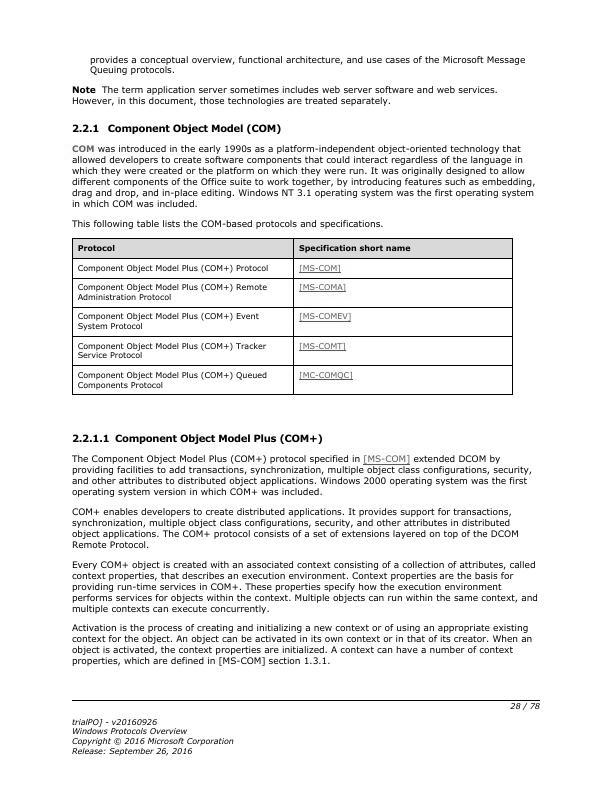 provides a conceptual overview, functional architecture, and use cases of the Microsoft Message
Queuing protocols.
Note The term application server sometimes includes web server software and web services.
However, in this document, those technologies are treated separately.
2.2.1 Component Object Model (COM)
COM was introduced in the early 1990s as a platform-independent object-oriented technology that
allowed developers to create software components that could interact regardless of the language in
which they were created or the platform on which they were run. It was originally designed to allow
different components of the Office suite to work together, by introducing features such as embedding,
drag and drop, and in-place editing. Windows NT 3.1 operating system was the first operating system
in which COM was included.
This following table lists the COM-based protocols and specifications.
Protocol Specification short name
Component Object Model Plus (COM+) Protocol [MS-COM]
Component Object Model Plus (COM+) Remote [MS-COMA]
Administration Protocol
Component Object Model Plus (COM+) Event [MS-COMEV]
System Protocol
Component Object Model Plus (COM+) Tracker [MS-COMT]
Service Protocol
Component Object Model Plus (COM+) Queued [MC-COMQC]
Components Protocol
2.2.1.1 Component Object Model Plus (COM+)
The Component Object Model Plus (COM+) protocol specified in [MS-COM] extended DCOM by
providing facilities to add transactions, synchronization, multiple object class configurations, security,
and other attributes to distributed object applications. Windows 2000 operating system was the first
operating system version in which COM+ was included.
COM+ enables developers to create distributed applications. It provides support for transactions,
synchronization, multiple object class configurations, security, and other attributes in distributed
object applications. The COM+ protocol consists of a set of extensions layered on top of the DCOM
Remote Protocol.
Every COM+ object is created with an associated context consisting of a collection of attributes, called
context properties, that describes an execution environment. Context properties are the basis for
providing run-time services in COM+. These properties specify how the execution environment
performs services for objects within the context. Multiple objects can run within the same context, and
multiple contexts can execute concurrently.
Activation is the process of creating and initializing a new context or of using an appropriate existing
context for the object. An object can be activated in its own context or in that of its creator. When an
object is activated, the context properties are initialized. A context can have a number of context
properties, which are defined in [MS-COM] section 1.3.1.
28 / 78
trialPO] - v20160926
Windows Protocols Overview
Copyright © 2016 Microsoft Corporation
Release: September 26, 2016